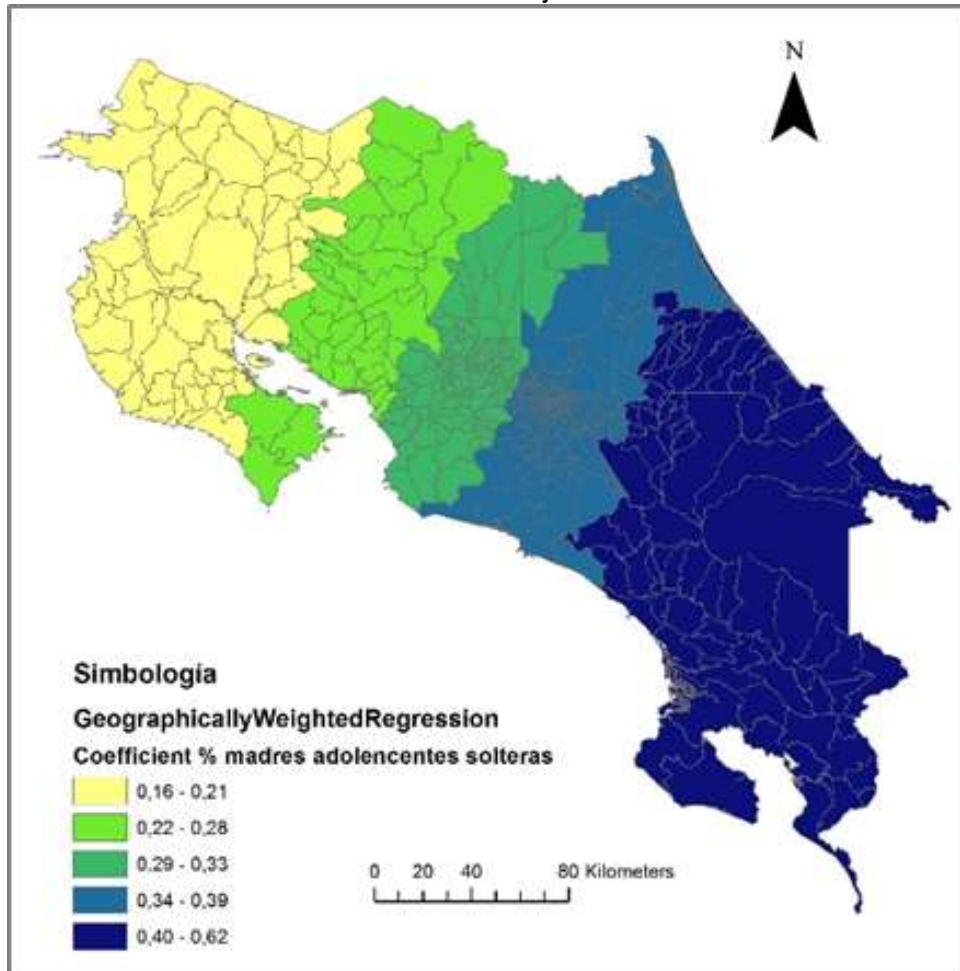 N
Simbología
GeographicallyWeightedRegression
Coefficient % madres adolencentes solteras
0,16 - 0,21
0,22 - 0,28
0,29 - 0,33
0,34 - 0,39
0,40 - 0,62
0 20 40 80 Kilometers